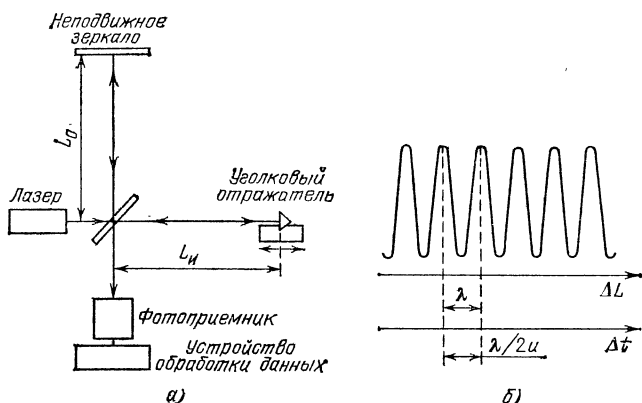 Неподвижное
зеркало
L₀
Лазер
Уголковый
отражатель
Lи
Фотоприемник
Устройство
обработки данных
а)
λ
ΔL
λ/2u
Δt
б)